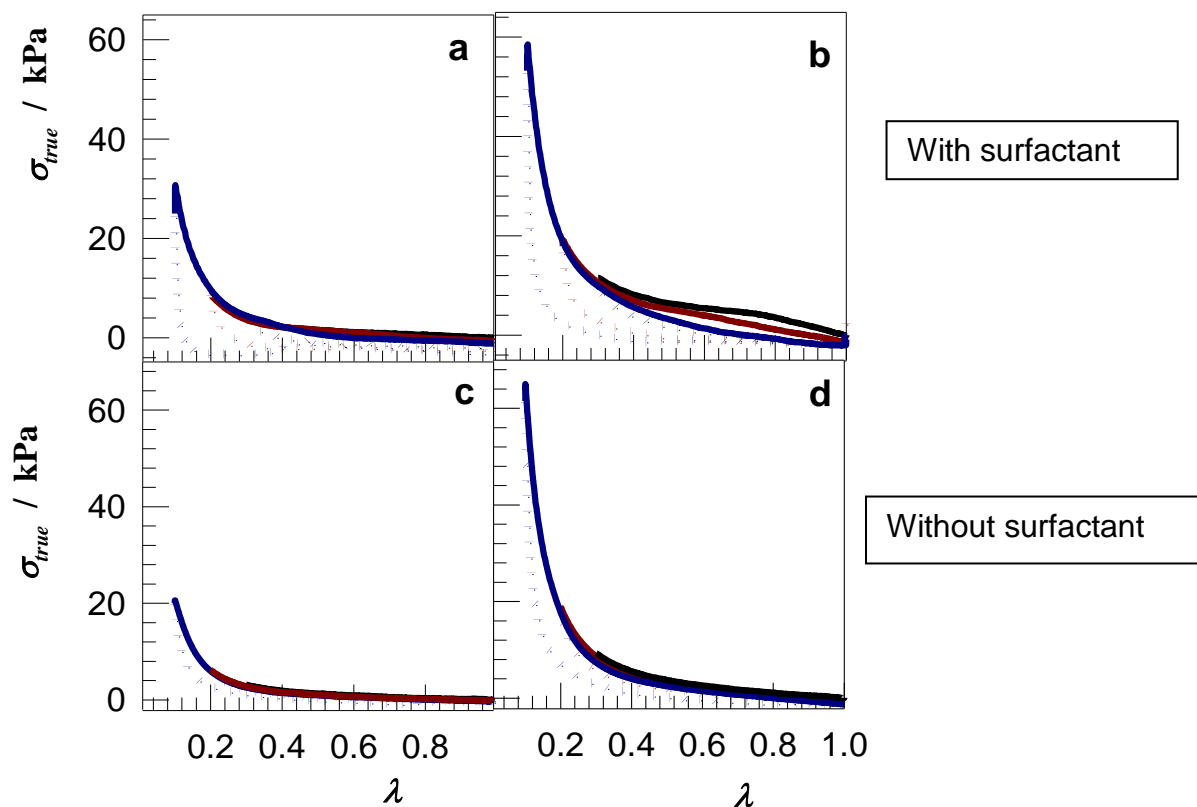 60
40
20
0
σtrue / kPa
a
b
With surfactant
60
40
20
0
σtrue / kPa
c
d
Without surfactant
0.2 0.4 0.6 0.8
0.2 0.4 0.6 0.8 1.0
λ
λ